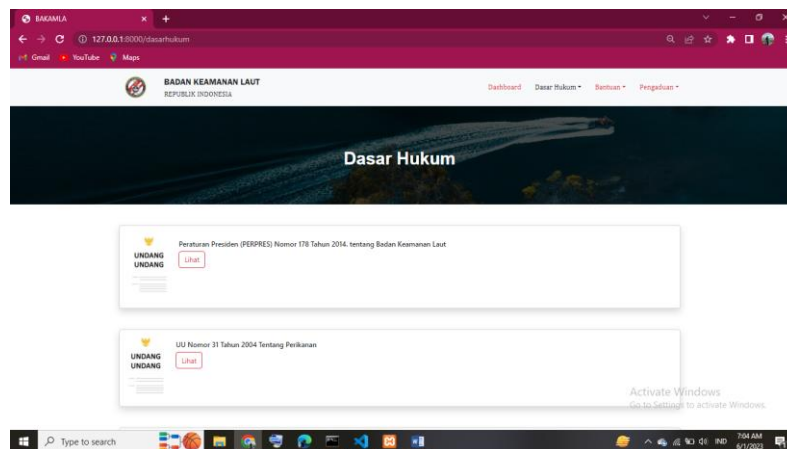 BAKAMLA
127.0.0.1:8000/dasarhukum
Gmail YouTube Maps
BADAN KEAMANAN LAUT
REPUBLIK INDONESIA
Dashboard Dasar Hukum Bantuan Pengaduan
Dasar Hukum
UNDANG
UNDANG
Peraturan Presiden (PERPRES) Nomor 178 Tahun 2014. tentang Badan Keamanan Laut
Lihat
UNDANG
UNDANG
UU Nomor 31 Tahun 2004 Tentang Perikanan
Lihat
Activate Windows
Go to Settings to activate Windows.
Type to search
IND
7:04 AM
6/1/2023